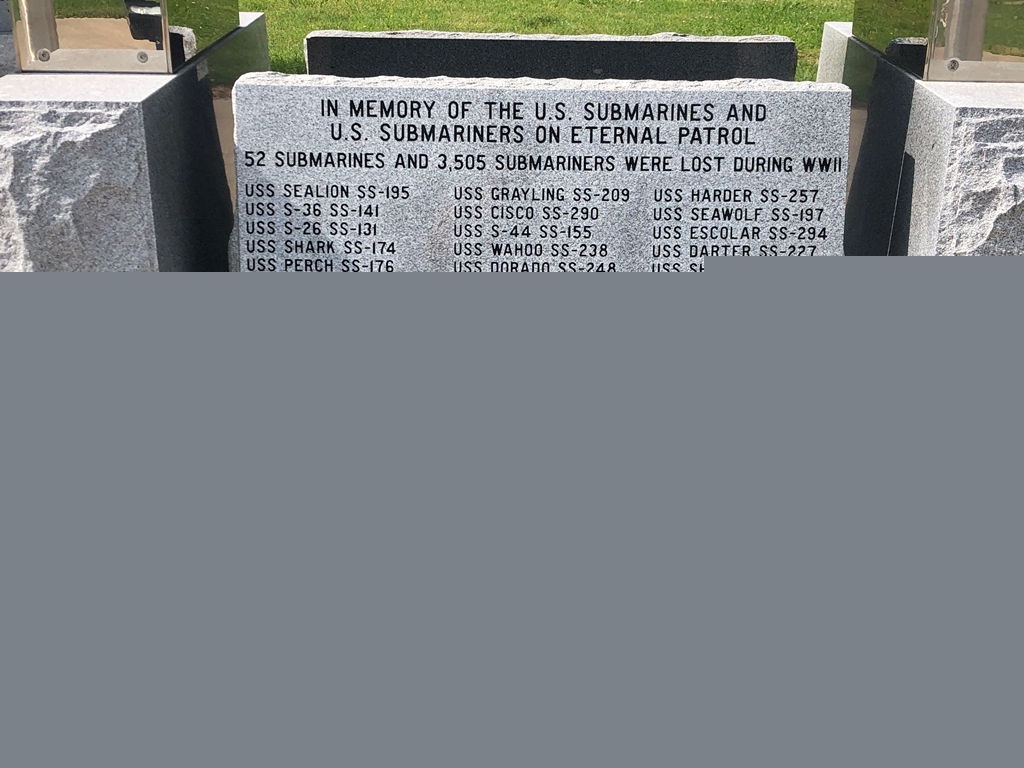 IN MEMORY OF THE U.S. SUBMARINES AND
U.S. SUBMARINERS ON ETERNAL PATROL
52 SUBMARINES AND 3,505 SUBMARINERS WERE LOST DURING WWII
USS SEALION SS-195
USS S-36 SS-141
USS S-26 SS-131
USS SHARK SS-174
USS PERCH SS-176
USS GRAYLING SS-209
USS CISCO SS-290
USS S-44 SS-155
USS WAHOO SS-238
USS DORADO SS-248
USS HARDER SS-257
USS SEAWOLF SS-197
USS ESCOLAR SS-294
USS DARTER SS-227
USS